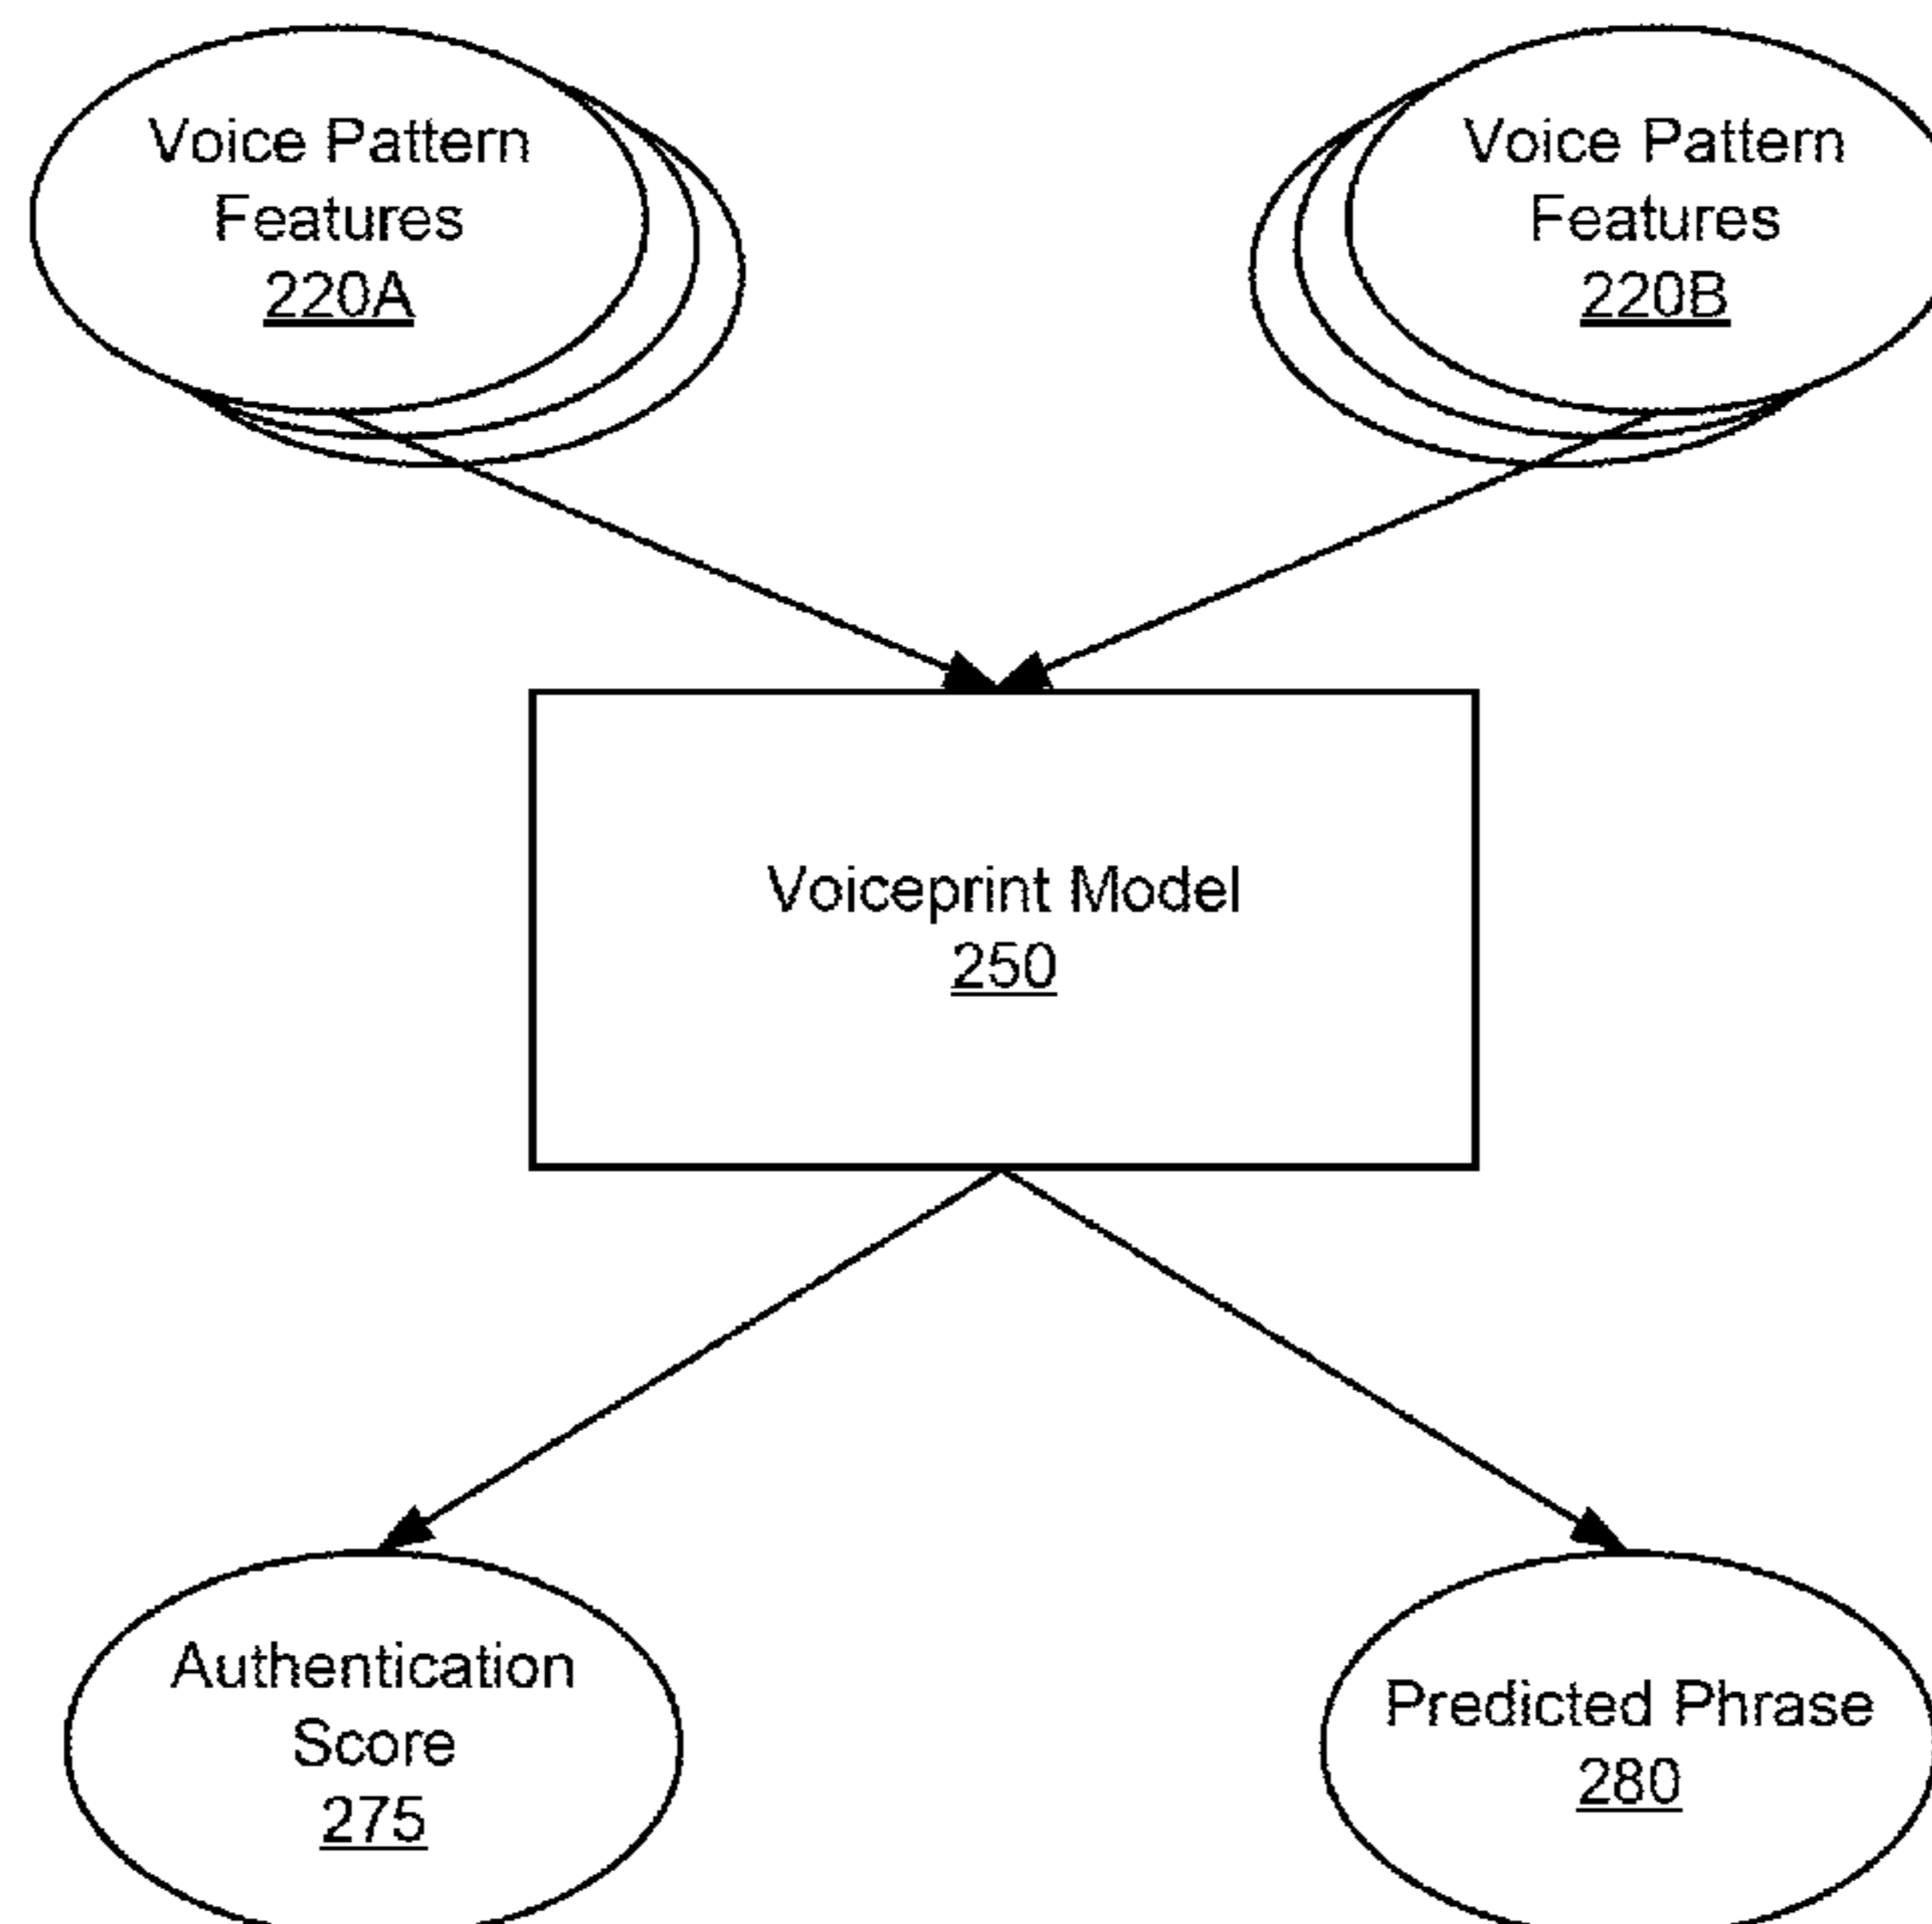 Voice Pattern
Features
220A
Voice Pattern
Features
220B
Voiceprint Model
250
Authentication
Score
275
Predicted Phrase
280